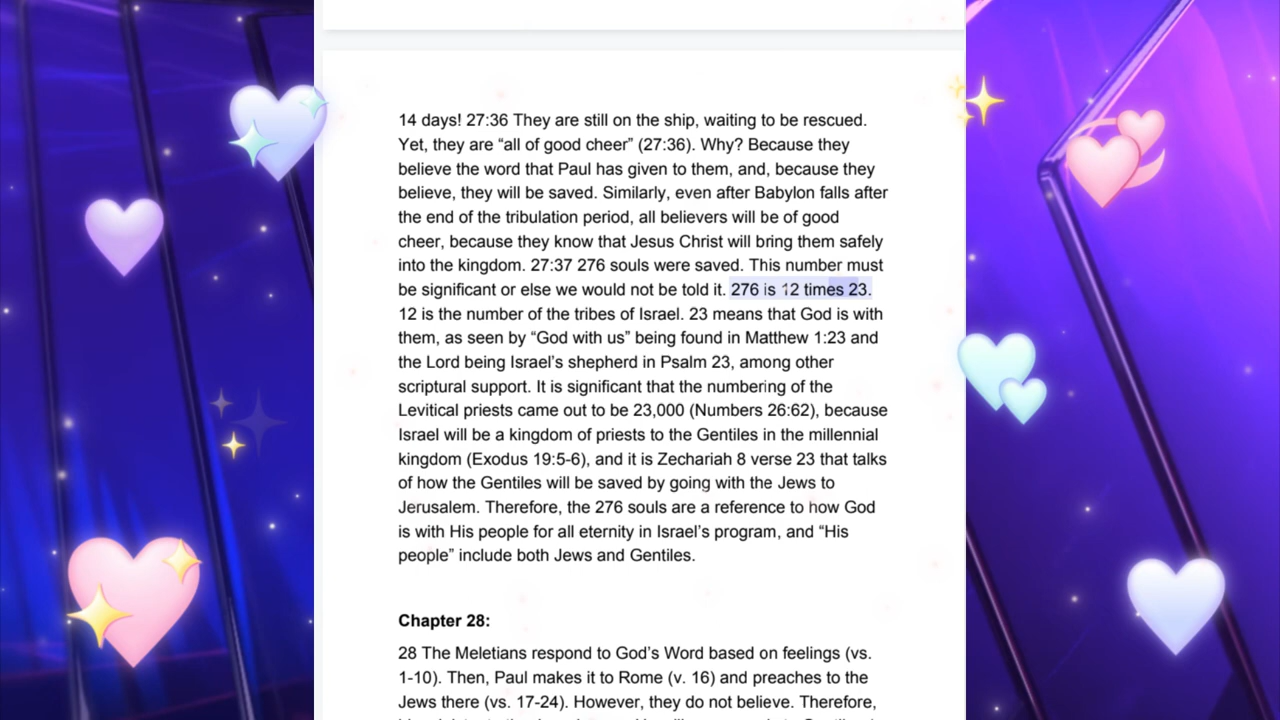 14 days! 27:36 They are still on the ship, waiting to be rescued.
Yet, they are “all of good cheer” (27:36). Why? Because they
believe the word that Paul has given to them, and, because they
believe, they will be saved. Similarly, even after Babylon falls after
the end of the tribulation period, all believers will be of good
cheer, because they know that Jesus Christ will bring them safely
into the kingdom. 27:37 276 souls were saved. This number must
be significant or else we would not be told it. 276 is 12 times 23.
12 is the number of the tribes of Israel. 23 means that God is with
them, as seen by “God with us” being found in Matthew 1:23 and
the Lord being Israel’s shepherd in Psalm 23, among other
scriptural support. It is significant that the numbering of the
Levitical priests came out to be 23,000 (Numbers 26:62), because
Israel will be a kingdom of priests to the Gentiles in the millennial
kingdom (Exodus 19:5-6), and it is Zechariah 8 verse 23 that talks
of how the Gentiles will be saved by going with the Jews to
Jerusalem. Therefore, the 276 souls are a reference to how God
is with His people for all eternity in Israel’s program, and “His
people” include both Jews and Gentiles.
Chapter 28:
28 The Meletians respond to God’s Word based on feelings (vs.
1-10). Then, Paul makes it to Rome (v. 16) and preaches to the
Jews there (vs. 17-24). However, they do not believe. Therefore,